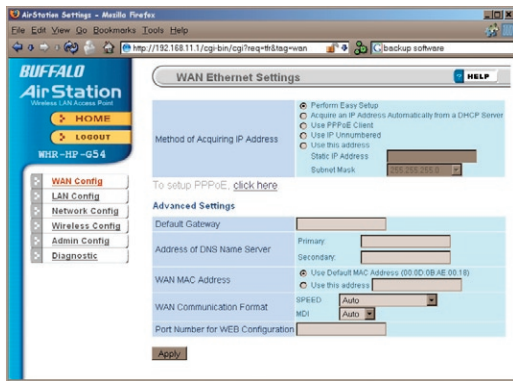 AirStation Settings - Mozilla Firefox
File Edit View Go Bookmarks Tools Help
http://192.168.11.1/cgi-bin/cgi?req=tfr&tag=wan
backup software
BUFFALO
AirStation
Wireless LAN Access Point
HOME
LOGOUT
WHR-HP-G54
WAN Config
LAN Config
Network Config
Wireless Config
Admin Config
Diagnostic
WAN Ethernet Settings
HELP
Method of Acquiring IP Address
Perform Easy Setup
Acquire an IP Address Automatically from a DHCP Server
Use PPPoE Client
Use IP Unnumbered
Use this address
Static IP Address
Subnet Mask 255.255.255.0
To setup PPPoE, click here
Advanced Settings
Default Gateway
Address of DNS Name Server
Primary:
Secondary:
WAN MAC Address
Use Default MAC Address (00:0D:0B:AE:00:18)
Use this address
WAN Communication Format
SPEED Auto
MDI Auto
Port Number for WEB Configuration
Apply